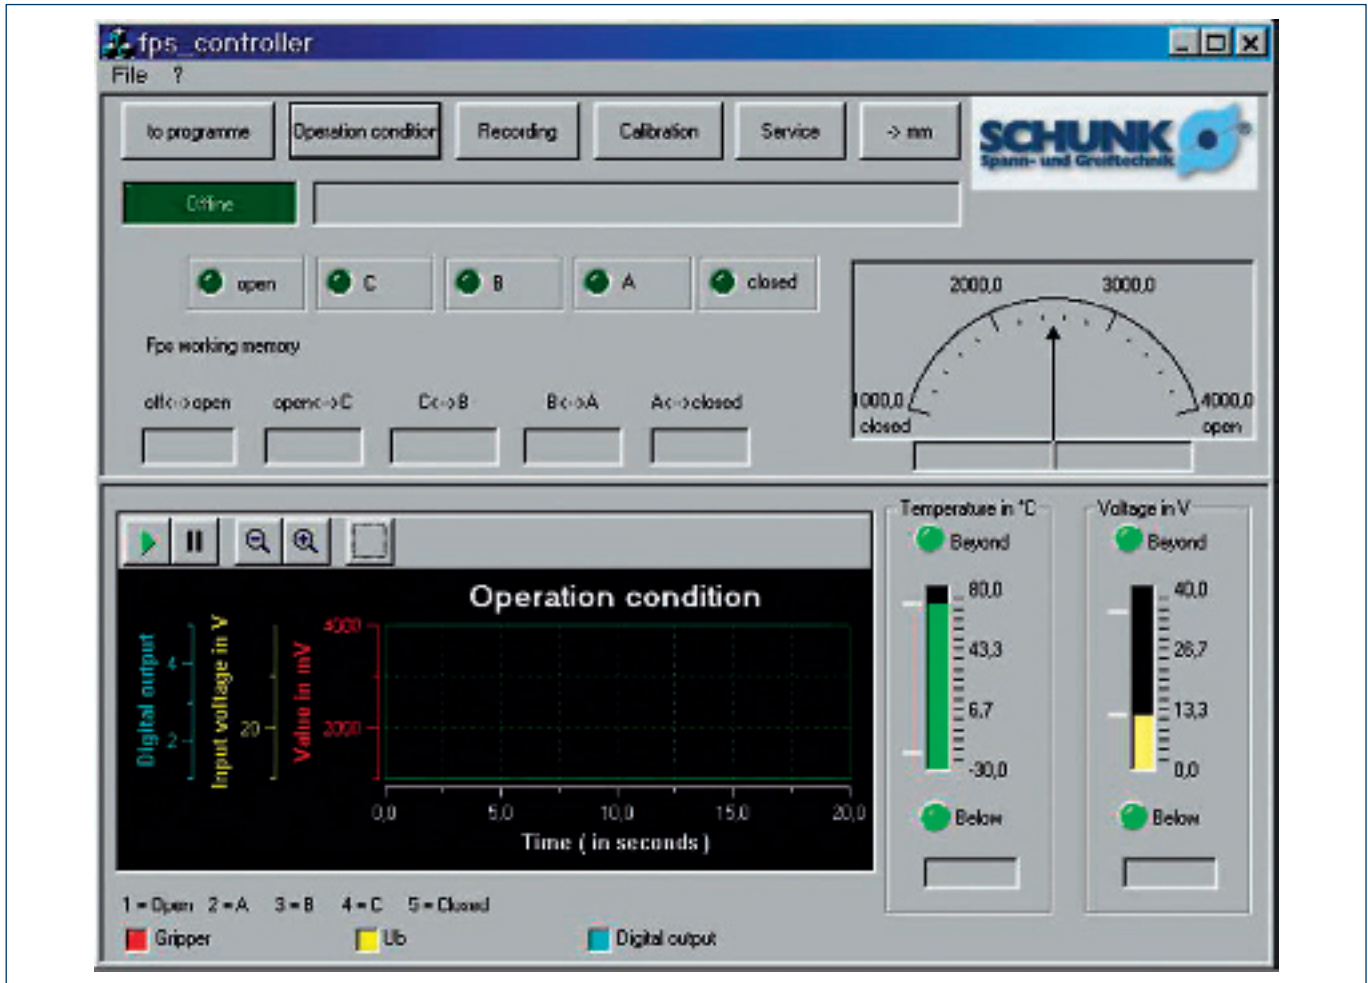 fps_controller
File ?
to programme Operation condition Recording Calibration Service -> mm
SCHUNK ®
Spann- und Greiftechnik
Offline
open C B A closed
2000,0 3000,0
Fps working memory
off<->open open<->C C<->B B<->A A<->closed
1000,0 4000,0
closed open
Temperature in °C Voltage in V
Beyond Beyond
Operation condition
80,0 40,0
Digital output
Input voltage in V
Value in mV
4000
4
43,3 26,7
20 2000
2
6,7 13,3
-30,0 0,0
0,0 5,0 10,0 15,0 20,0
Time ( in seconds )
Below Below
1 = Open 2 = A 3 = B 4 = C 5 = Closed
Gripper Ub Digital output